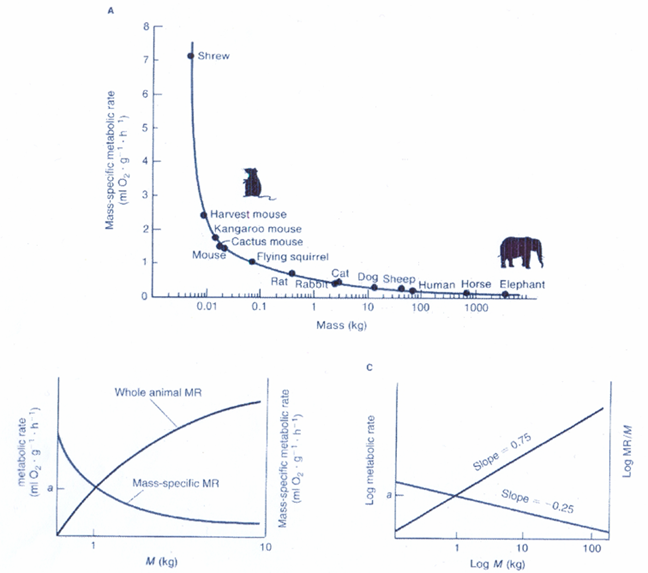 A
Mass-specific metabolic rate
(ml O₂ · g⁻¹ · h⁻¹)
8
7
6
5
4
3
2
1
0
Shrew
Harvest mouse
Kangaroo mouse
Cactus mouse
Mouse
Flying squirrel
Rat
Rabbit
Cat
Dog
Sheep
Human
Horse
Elephant
0.01 0.1 1 10 100 1000
Mass (kg)
metabolic rate
(ml O₂ · g⁻¹ · h⁻¹)
a
Whole animal MR
Mass-specific MR
Mass-specific metabolic rate
(ml O₂ · g⁻¹ · h⁻¹)
1 10
M (kg)
C
Log metabolic rate
a
Slope = 0.75
Slope = −0.25
Log MR/M
1 10 100
Log M (kg)